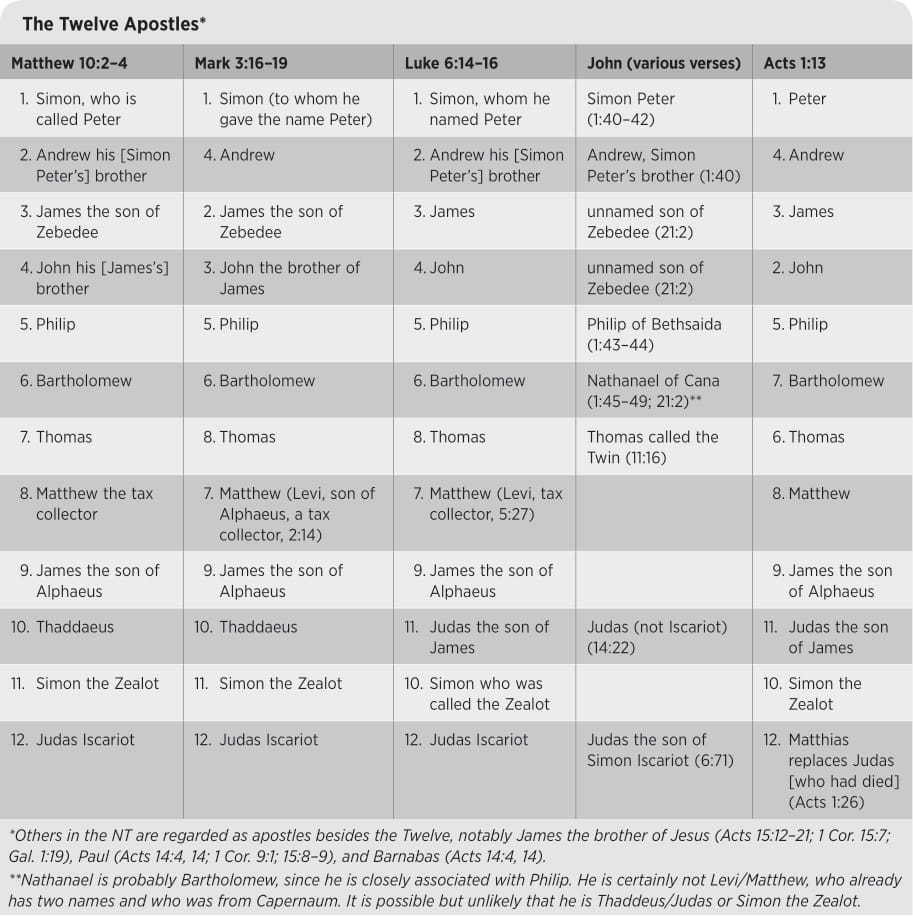 The Twelve Apostles*
Matthew 10:2–4 Mark 3:16–19 Luke 6:14–16 John (various verses) Acts 1:13
1. Simon, who is
called Peter
1. Simon (to whom he
gave the name Peter)
1. Simon, whom he
named Peter
Simon Peter
(1:40–42)
1. Peter
2. Andrew his [Simon
Peter’s] brother
4. Andrew
2. Andrew his [Simon
Peter’s] brother
Andrew, Simon
Peter’s brother (1:40)
4. Andrew
3. James the son of
Zebedee
2. James the son of
Zebedee
3. James
unnamed son of
Zebedee (21:2)
3. James
4. John his [James’s]
brother
3. John the brother of
James
4. John
unnamed son of
Zebedee (21:2)
2. John
5. Philip
5. Philip
5. Philip
Philip of Bethsaida
(1:43–44)
5. Philip
6. Bartholomew
6. Bartholomew
6. Bartholomew
Nathanael of Cana
(1:45–49; 21:2)**
7. Bartholomew
7. Thomas
8. Thomas
8. Thomas
Thomas called the
Twin (11:16)
6. Thomas
8. Matthew the tax
collector
7. Matthew (Levi, son of
Alphaeus, a tax
collector, 2:14)
7. Matthew (Levi, tax
collector, 5:27)
8. Matthew
9. James the son of
Alphaeus
9. James the son of
Alphaeus
9. James the son of
Alphaeus
9. James the son
of Alphaeus
10. Thaddaeus
10. Thaddaeus
11. Judas the son of
James
Judas (not Iscariot)
(14:22)
11. Judas the son
of James
11. Simon the Zealot
11. Simon the Zealot
10. Simon who was
called the Zealot
10. Simon the
Zealot
12. Judas Iscariot
12. Judas Iscariot
12. Judas Iscariot
Judas the son of
Simon Iscariot (6:71)
12. Matthias
replaces Judas
[who had died]
(Acts 1:26)
*Others in the NT are regarded as apostles besides the Twelve, notably James the brother of Jesus (Acts 15:12–21; 1 Cor. 15:7;
Gal. 1:19), Paul (Acts 14:4, 14; 1 Cor. 9:1; 15:8–9), and Barnabas (Acts 14:4, 14).
**Nathanael is probably Bartholomew, since he is closely associated with Philip. He is certainly not Levi/Matthew, who already
has two names and who was from Capernaum. It is possible but unlikely that he is Thaddeus/Judas or Simon the Zealot.